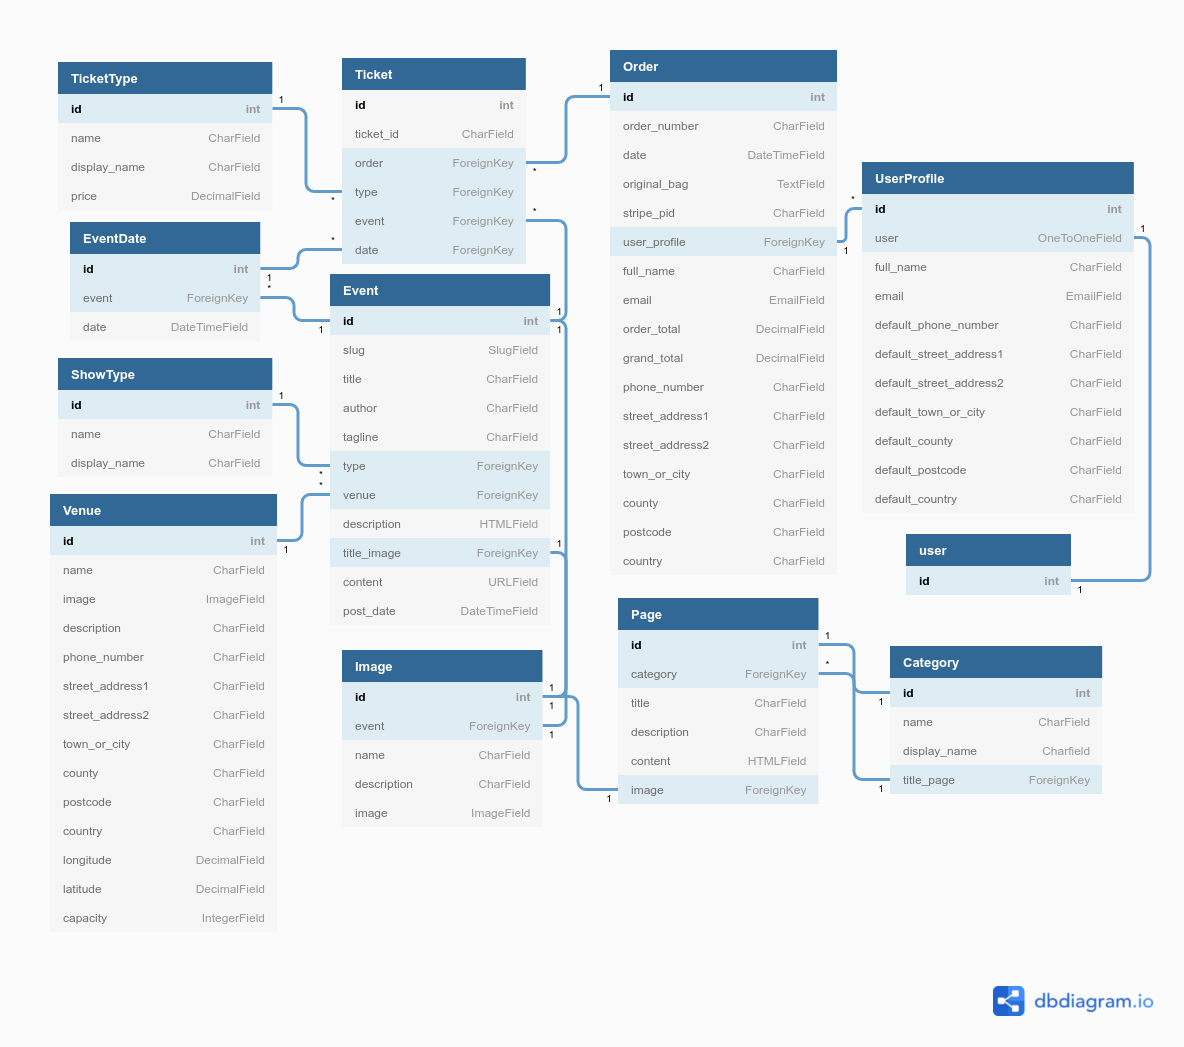 TicketType
id int
name CharField
display_name CharField
price DecimalField
EventDate
id int
event ForeignKey
date DateTimeField
ShowType
id int
name CharField
display_name CharField
Venue
id int
name CharField
image ImageField
description CharField
phone_number CharField
street_address1 CharField
street_address2 CharField
town_or_city CharField
county CharField
postcode CharField
country CharField
longitude DecimalField
latitude DecimalField
capacity IntegerField
Ticket
id int
ticket_id CharField
order ForeignKey
type ForeignKey
event ForeignKey
date ForeignKey
Event
id int
slug SlugField
title CharField
author CharField
tagline CharField
type ForeignKey
venue ForeignKey
description HTMLField
title_image ForeignKey
content URLField
post_date DateTimeField
Image
id int
event ForeignKey
name CharField
description CharField
image ImageField
Order
id int
order_number CharField
date DateTimeField
original_bag TextField
stripe_pid CharField
user_profile ForeignKey
full_name CharField
email EmailField
order_total DecimalField
grand_total DecimalField
phone_number CharField
street_address1 CharField
street_address2 CharField
town_or_city CharField
county CharField
postcode CharField
country CharField
Page
id int
category ForeignKey
title CharField
description CharField
content HTMLField
image ForeignKey
UserProfile
id int
user OneToOneField
full_name CharField
email EmailField
default_phone_number CharField
default_street_address1 CharField
default_street_address2 CharField
default_town_or_city CharField
default_county CharField
default_postcode CharField
default_country CharField
user
id int
Category
id int
name CharField
display_name Charfield
title_page ForeignKey
1
*
1
*
*
1
1
*
*
1
1
*
*
1
*
1
1
1
1
1
1
1
*
1
1
1
1
*
1
1
dbdiagram.io